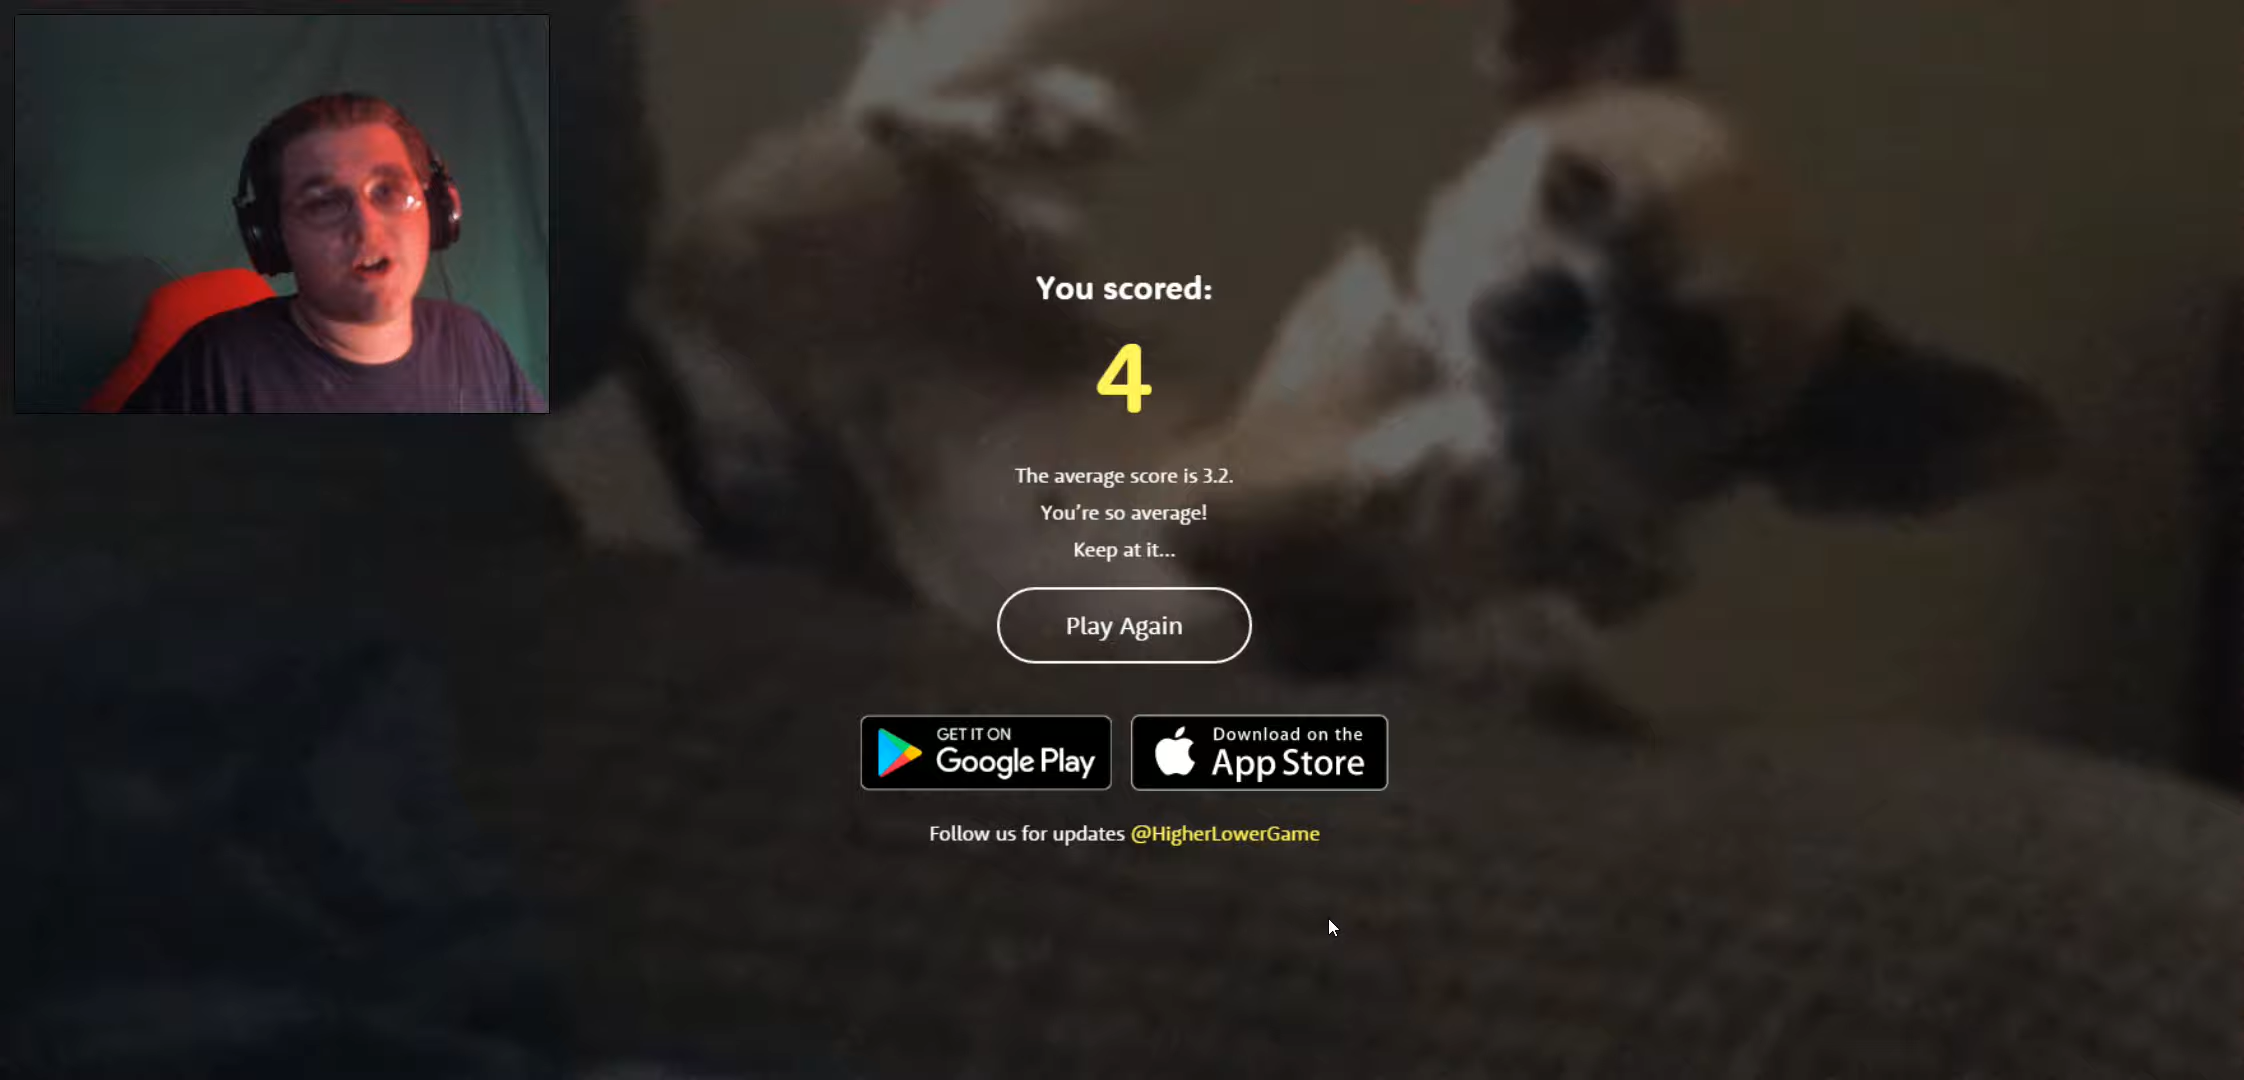 You scored:
4
The average score is 3.2.
You're so average!
Keep at it...
Play Again
GET IT ON
Google Play
Download on the
App Store
Follow us for updates @HigherLowerGame